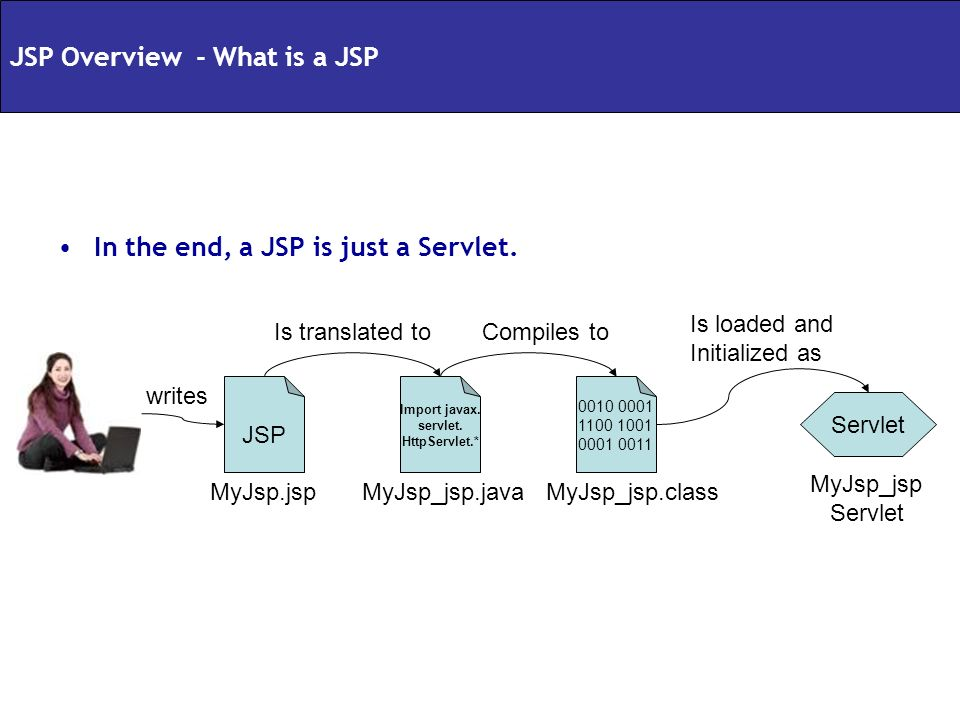 JSP Overview - What is a JSP
• In the end, a JSP is just a Servlet.
Is translated to
Compiles to
Is loaded and
Initialized as
writes
JSP
Import javax.
servlet.
HttpServlet.*
0010 0001
1100 1001
0001 0011
Servlet
MyJsp.jsp
MyJsp_jsp.java
MyJsp_jsp.class
MyJsp_jsp
Servlet